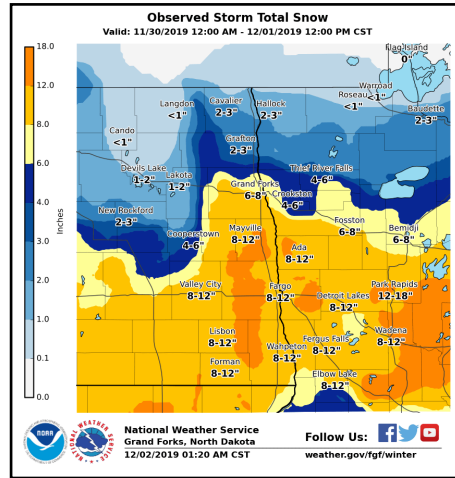 Observed Storm Total Snow
Valid: 11/30/2019 12:00 AM - 12/01/2019 12:00 PM CST
18.0
12.0
8.0
6.0
4.0
3.0
2.0
1.0
0.1
0.0
Inches
Flag Island
0"
Warroad
<1"
Roseau
<1"
Baudette
2-3"
Langdon
<1"
Cavalier
2-3"
Hallock
2-3"
Cando
<1"
Grafton
2-3"
Devils Lake
1-2"
Lakota
1-2"
Thief River Falls
4-6"
Grand Forks
6-8"
Crookston
4-6"
New Rockford
2-3"
Fosston
6-8"
Bemidji
6-8"
Cooperstown
4-6"
Mayville
8-12"
Ada
8-12"
Valley City
8-12"
Fargo
8-12"
Detroit Lakes
8-12"
Park Rapids
12-18"
Lisbon
8-12"
Wahpeton
8-12"
Fergus Falls
8-12"
Wadena
8-12"
Forman
8-12"
Elbow Lake
8-12"
NOAA
NATIONAL WEATHER SERVICE
National Weather Service
Grand Forks, North Dakota
12/02/2019 01:20 AM CST
Follow Us:
weather.gov/fgf/winter